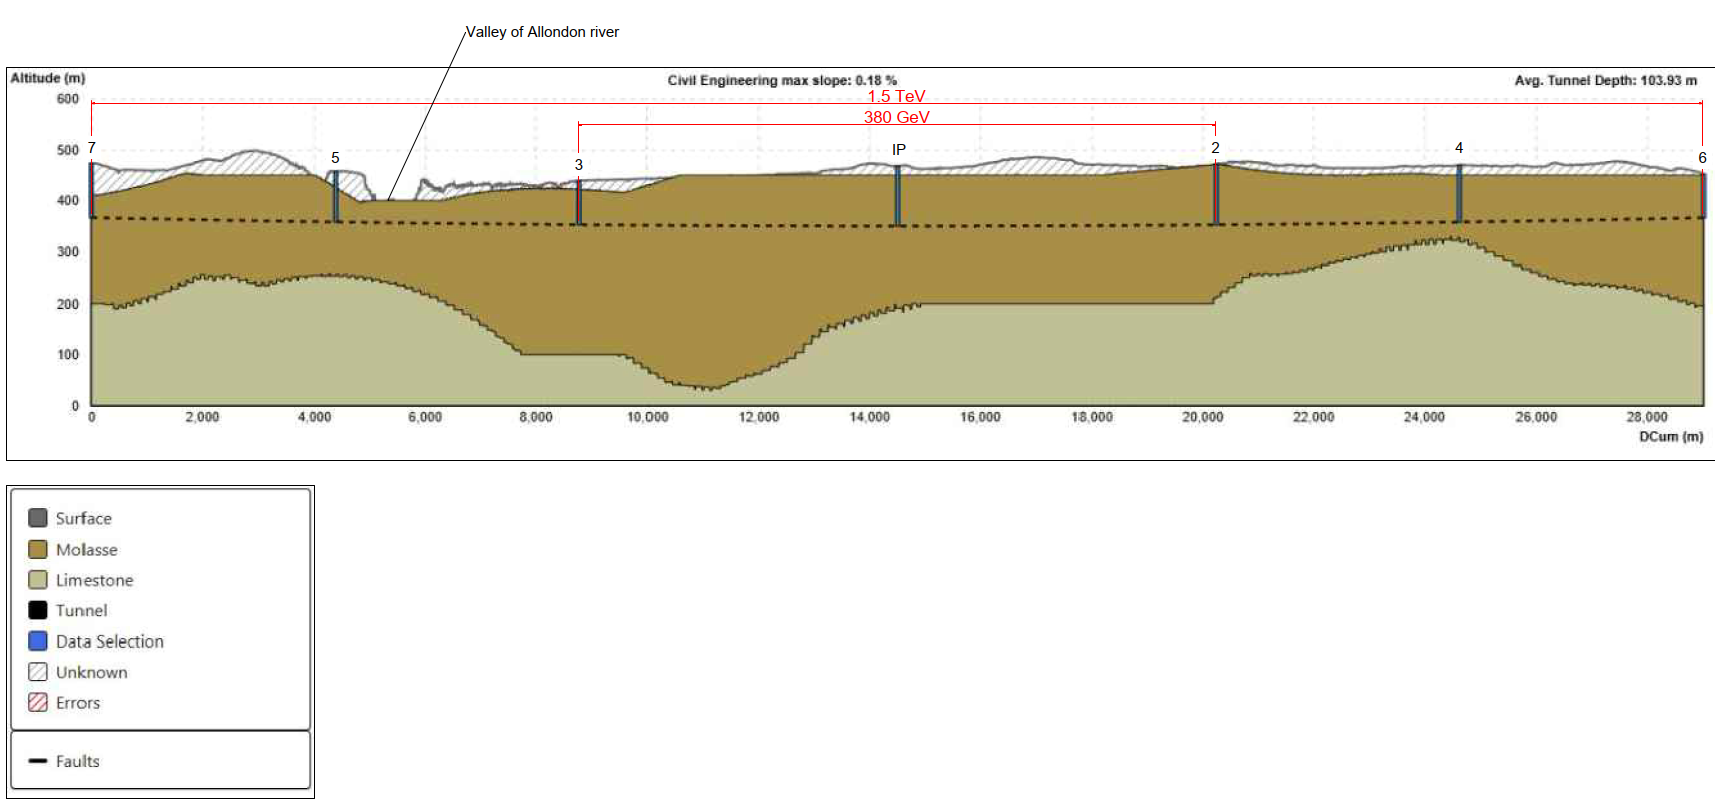 Valley of Allondon river
Altitude (m)
Civil Engineering max slope: 0.18 %
Avg. Tunnel Depth: 103.93 m
600
1.5 TeV
380 GeV
500
7
5
3
IP
2
4
6
400
300
200
100
0
0
2,000
4,000
6,000
8,000
10,000
12,000
14,000
16,000
18,000
20,000
22,000
24,000
26,000
28,000
DCum (m)
Surface
Molasse
Limestone
Tunnel
Data Selection
Unknown
Errors
Faults